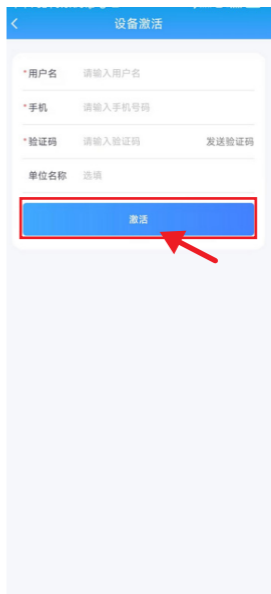 设备激活
*用户名 请输入用户名
*手机 请输入手机号码
*验证码 请输入验证码 发送验证码
单位名称 选填
激活